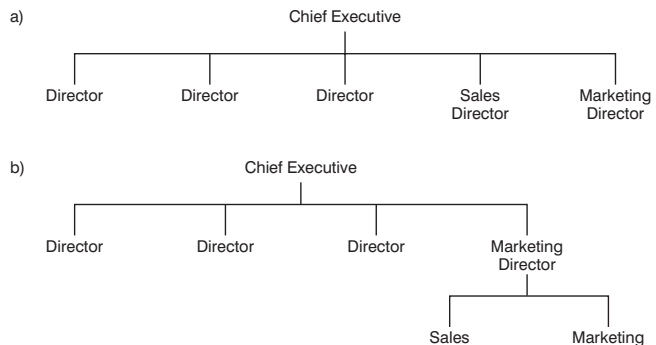 a)
Chief Executive
Director Director Director Sales Director Marketing Director
b)
Chief Executive
Director Director Director Marketing Director
Sales Marketing